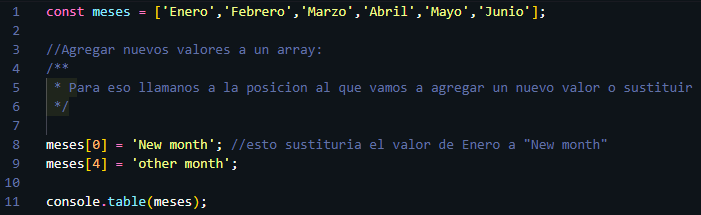 1 const meses = ['Enero','Febrero','Marzo','Abril','Mayo','Junio'];
2
3 //Agregar nuevos valores a un array:
4 /**
5 * Para eso llamanos a la posicion al que vamos a agregar un nuevo valor o sustituir
6 */
7
8 meses[0] = 'New month'; //esto sustituria el valor de Enero a "New month"
9 meses[4] = 'other month';
10
11 console.table(meses);